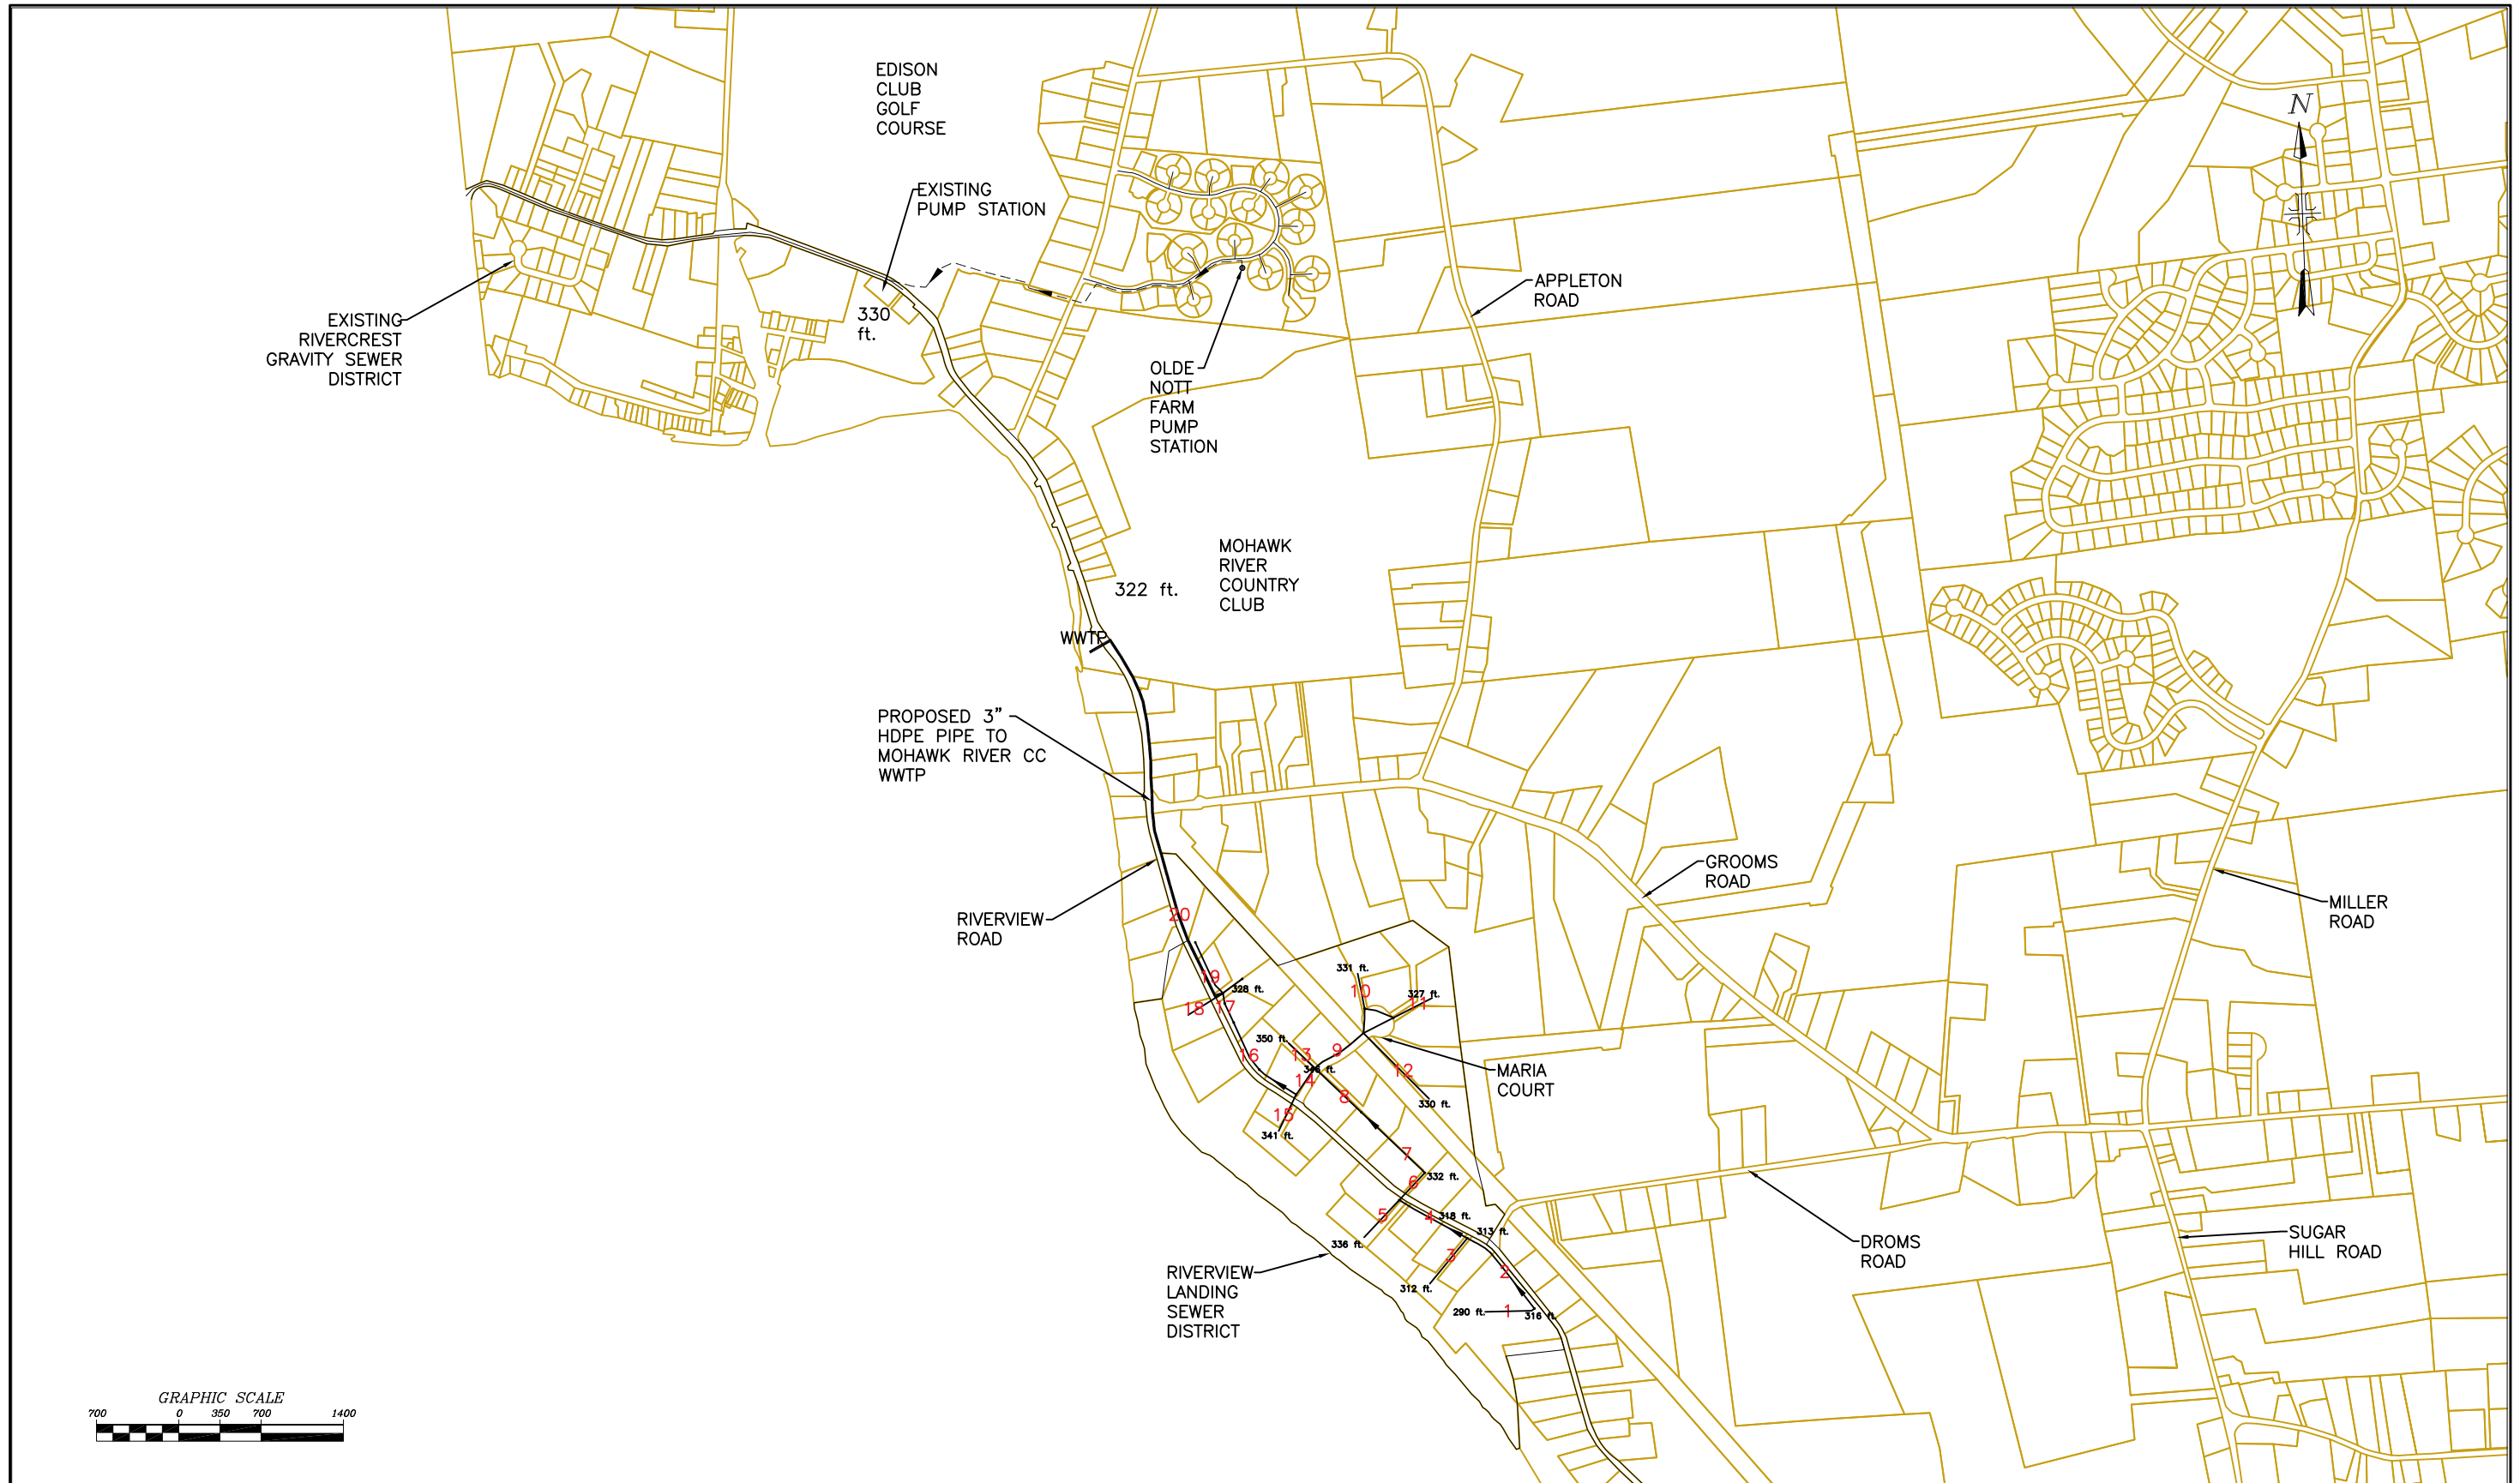 EDISON
CLUB
GOLF
COURSE
N
EXISTING
PUMP STATION
APPLETON
ROAD
330
ft.
EXISTING
RIVERCREST
GRAVITY SEWER
DISTRICT
OLDE
NOTT
FARM
PUMP
STATION
MOHAWK
RIVER
COUNTRY
CLUB
322 ft.
WWTP
PROPOSED 3”
HDPE PIPE TO
MOHAWK RIVER CC
WWTP
GROOMS
ROAD
MILLER
ROAD
RIVERVIEW
ROAD
20
19
328 ft.
18
17
331 ft.
10
327 ft.
11
350 ft.
13
9
16
14
8
12
330 ft.
MARIA
COURT
15
341 ft.
7
332 ft.
6
5
336 ft.
4
318 ft.
313 ft.
3
312 ft.
2
290 ft.
1
316 ft.
DROMS
ROAD
SUGAR
HILL ROAD
RIVERVIEW
LANDING
SEWER
DISTRICT
GRAPHIC SCALE
700 0 350 700 1400